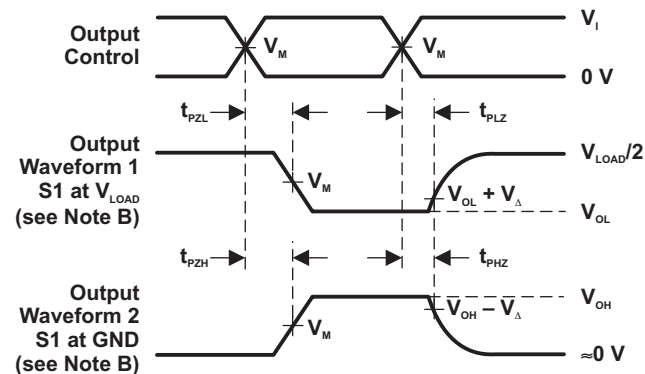 Output
Control
V_M
V_M
V_I
0 V
t_PZL
t_PLZ
Output
Waveform 1
S1 at V_LOAD
(see Note B)
V_M
V_LOAD/2
V_OL + V_Δ
V_OL
t_PZH
t_PHZ
Output
Waveform 2
S1 at GND
(see Note B)
V_M
V_OH
V_OH − V_Δ
≈0 V